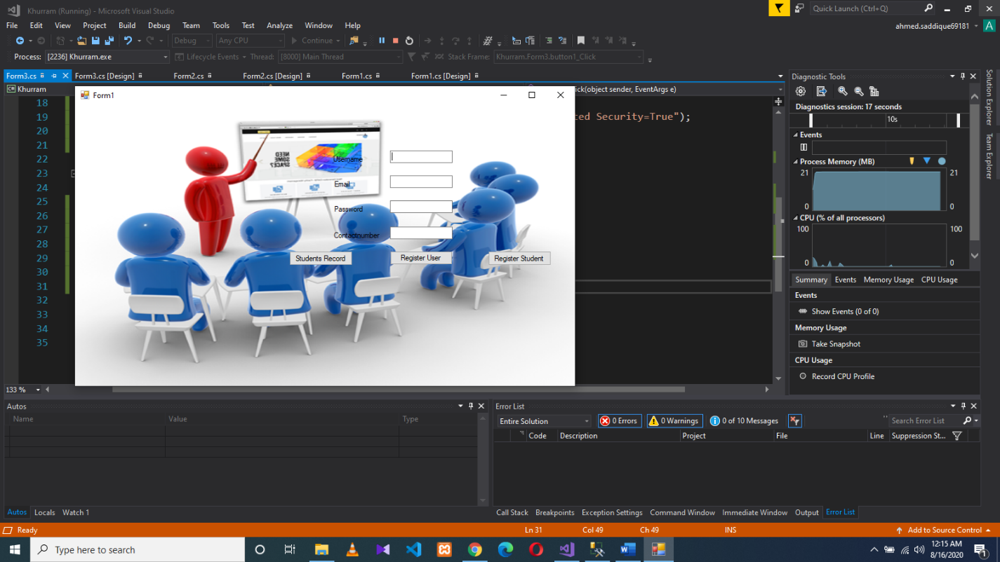 Khurram (Running) - Microsoft Visual Studio
Quick Launch (Ctrl+Q)
File Edit View Project Build Debug Team Tools Test Analyze Window Help
ahmed.saddique69181 A
Debug Any CPU Continue
Process: [2236] Khurram.exe Lifecycle Events Thread: [8000] Main Thread Stack Frame: Khurram.Form3.button1_Click
Form3.cs Form3.cs [Design] Form2.cs Form2.cs [Design] Form1.cs Form1.cs [Design]
C# Khurram
ick(object sender, EventArgs e)
Form1
18
19
ted Security=True");
20
21
22
23
24
25
26
27
28
29
30
31
32
33
34
35
NEED
SOME
SPACE?
Username
Email
Password
Contactnumber
Students Record Register User Register Student
133 %
Diagnostic Tools
Diagnostics session: 17 seconds
10s
Events
Process Memory (MB)
21 21
0 0
CPU (% of all processors)
100 100
0 0
Summary Events Memory Usage CPU Usage
Events
Show Events (0 of 0)
Memory Usage
Take Snapshot
CPU Usage
Record CPU Profile
Solution Explorer
Team Explorer
Autos
Name Value Type
Autos Locals Watch 1
Error List
Entire Solution 0 Errors 0 Warnings 0 of 10 Messages Search Error List
Code Description Project File Line Suppression St...
Call Stack Breakpoints Exception Settings Command Window Immediate Window Output Error List
Ready Ln 31 Col 49 Ch 49 INS Add to Source Control
Type here to search
12:15 AM
8/16/2020
1